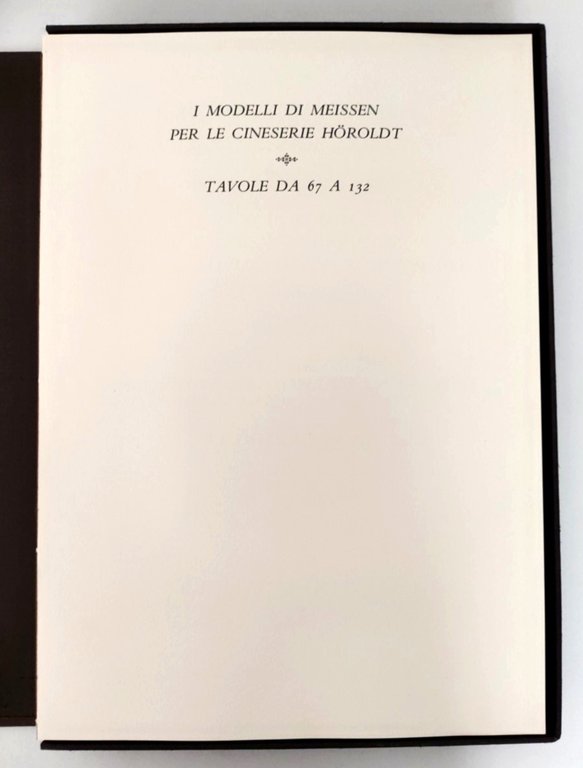 I MODELLI DI MEISSEN
PER LE CINESERIE HÖROLDT
TAVOLE DA 67 A 132